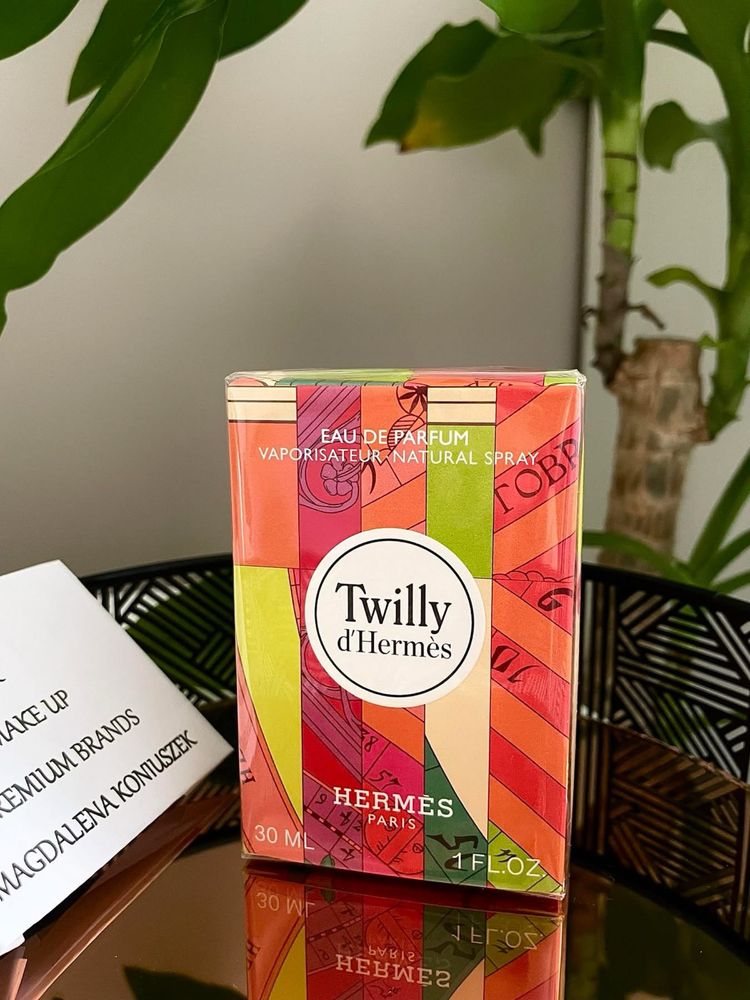 EAU DE PARFUM
VAPORISATEUR NATURAL SPRAY
Twilly
d'Hermès
HERMÈS
PARIS
30 ML
1 FL.OZ.
MAKE UP
PREMIUM BRANDS
MAGDALENA KONIUSZEK